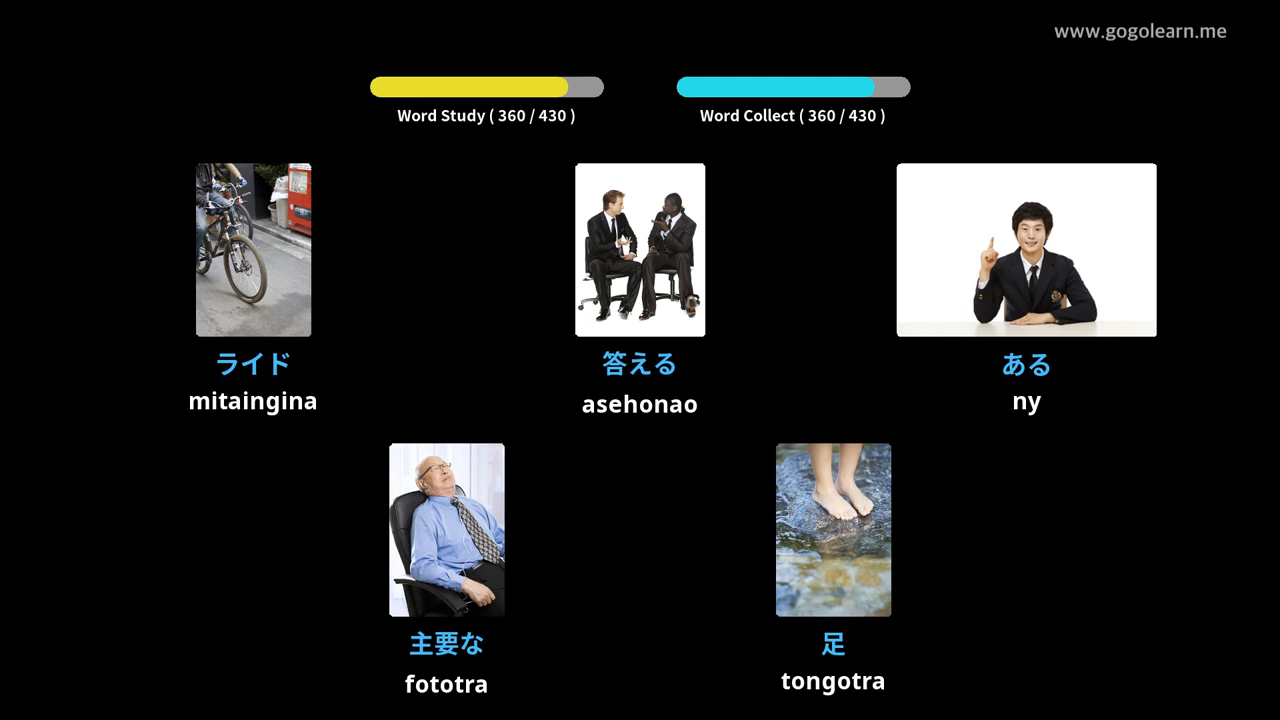 www.gogolearn.me
Word Study ( 360 / 430 )
Word Collect ( 360 / 430 )
ライド
mitaingina
答える
asehonao
ある
ny
主要な
fototra
足
tongotra